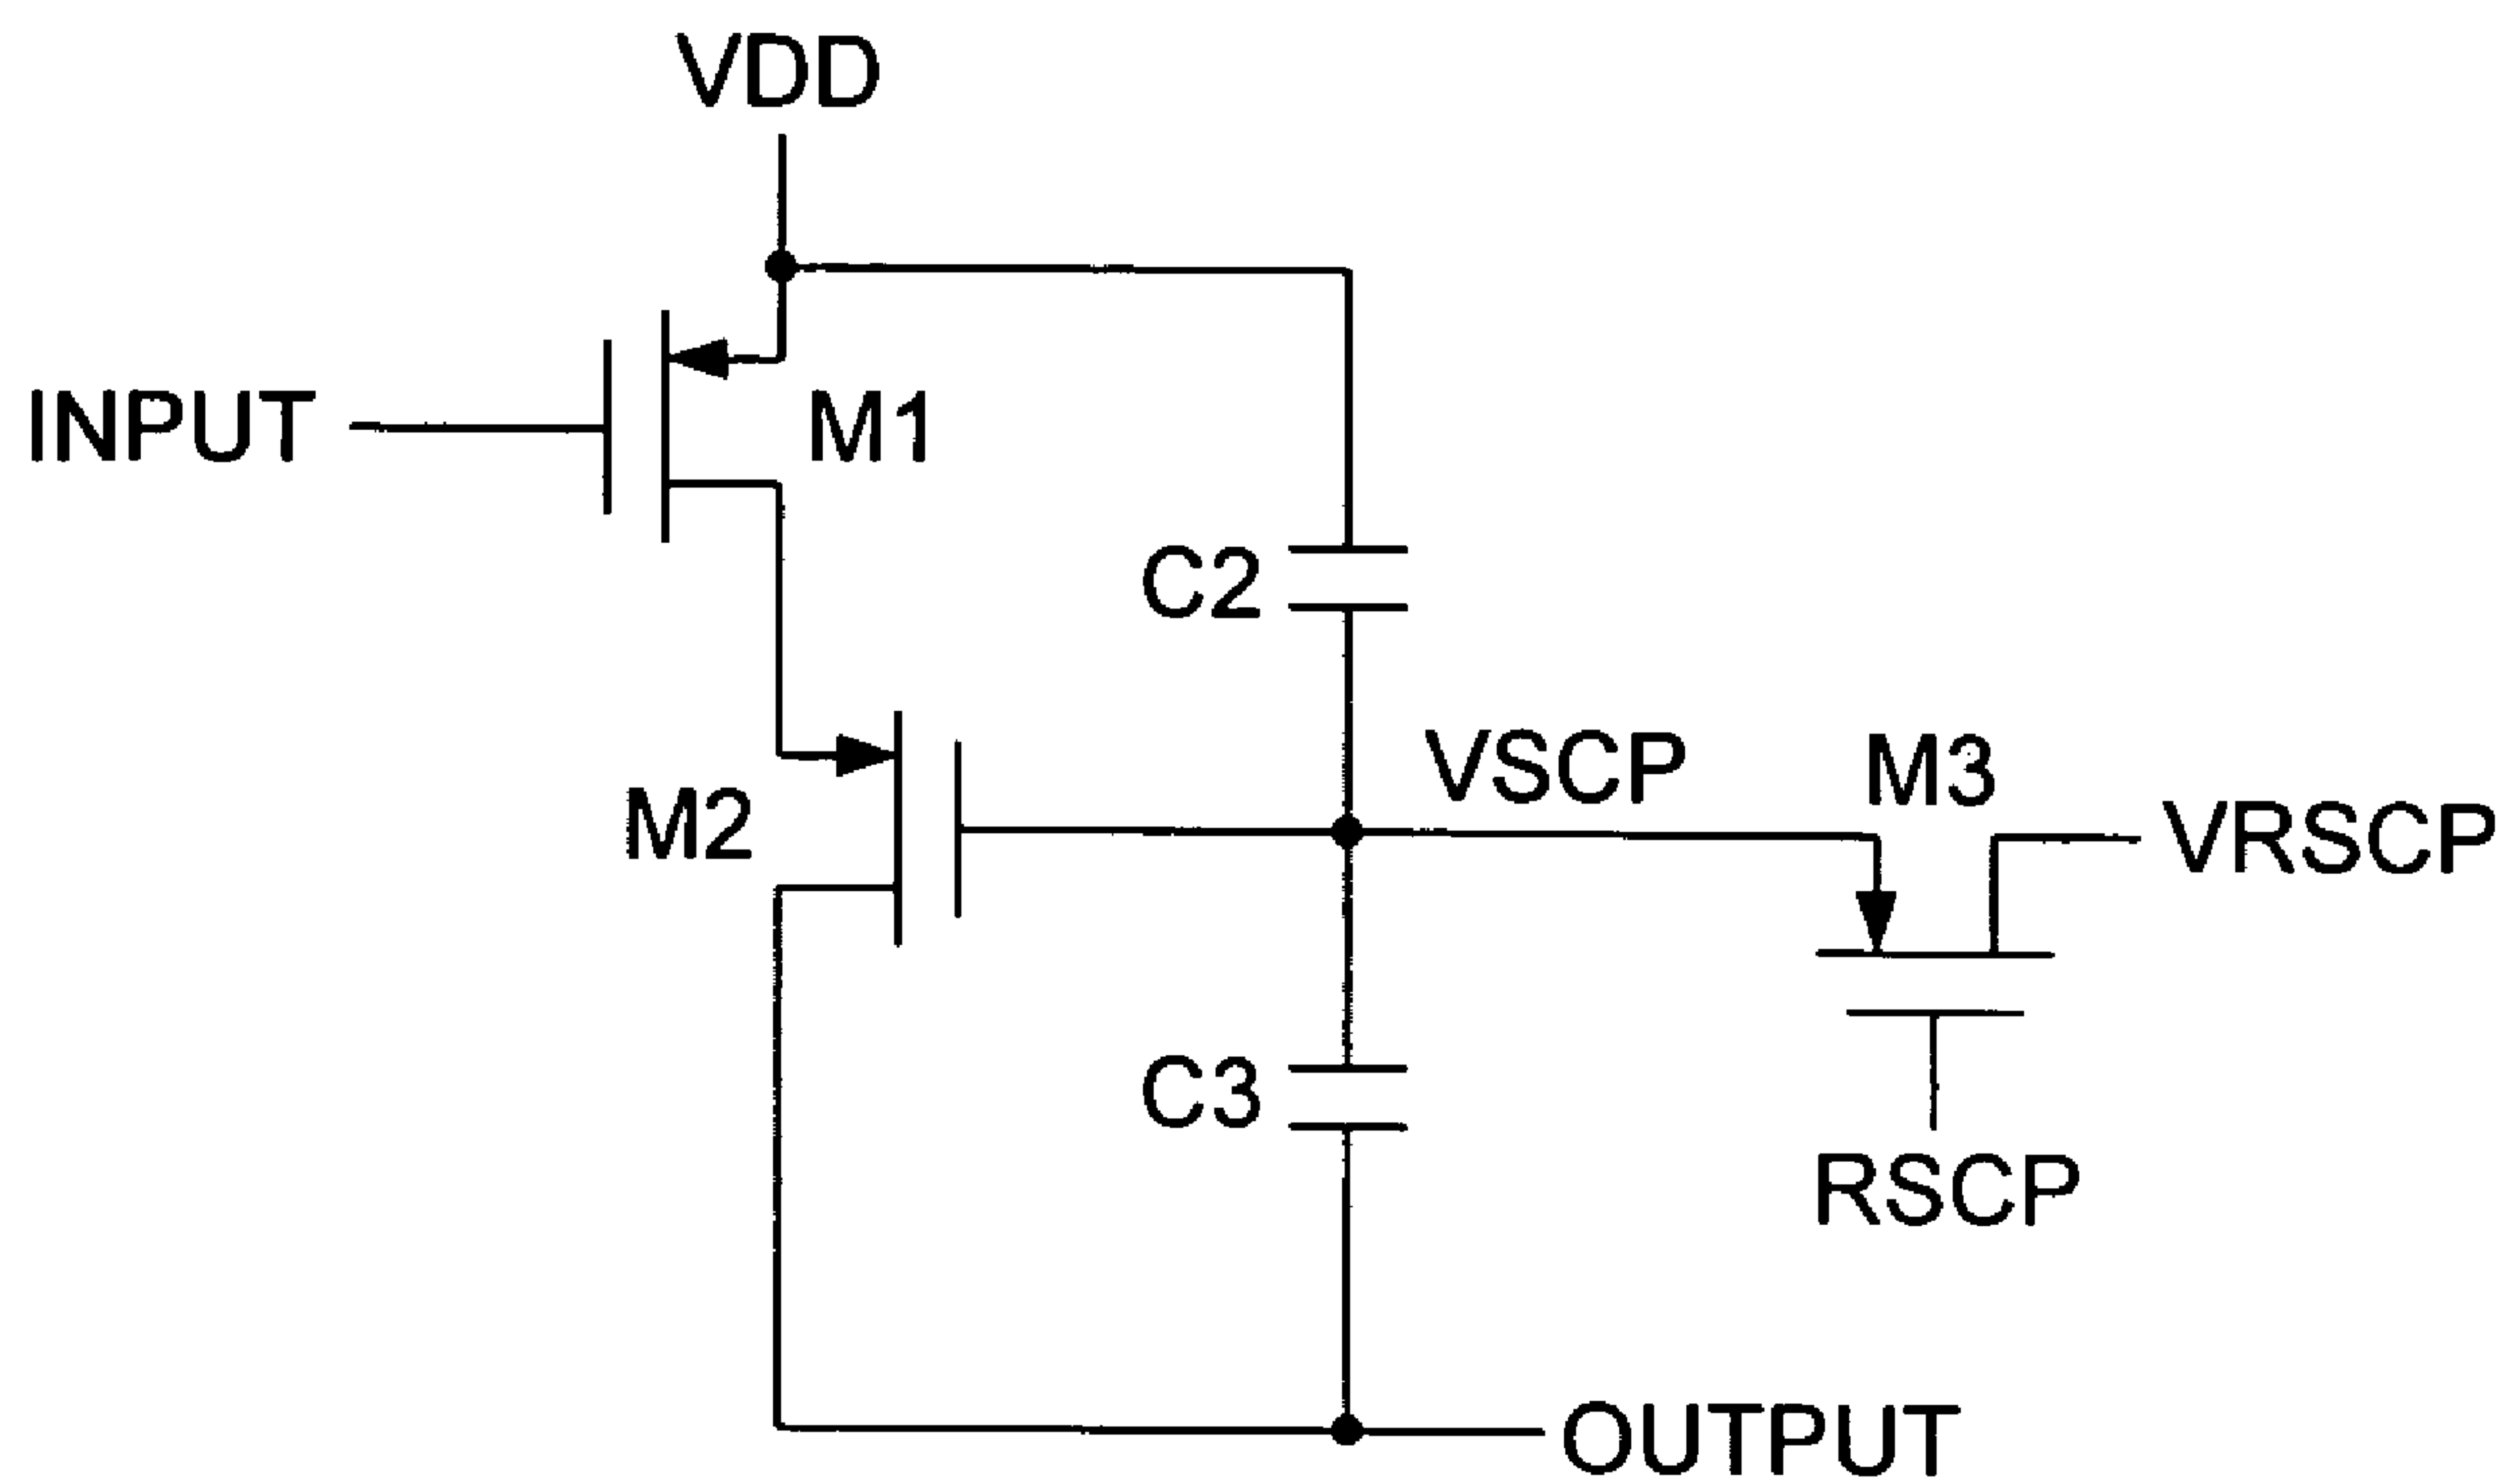 VDD
INPUT
M1
C2
VSCP
M3
M2
VRSCP
C3
RSCP
OUTPUT